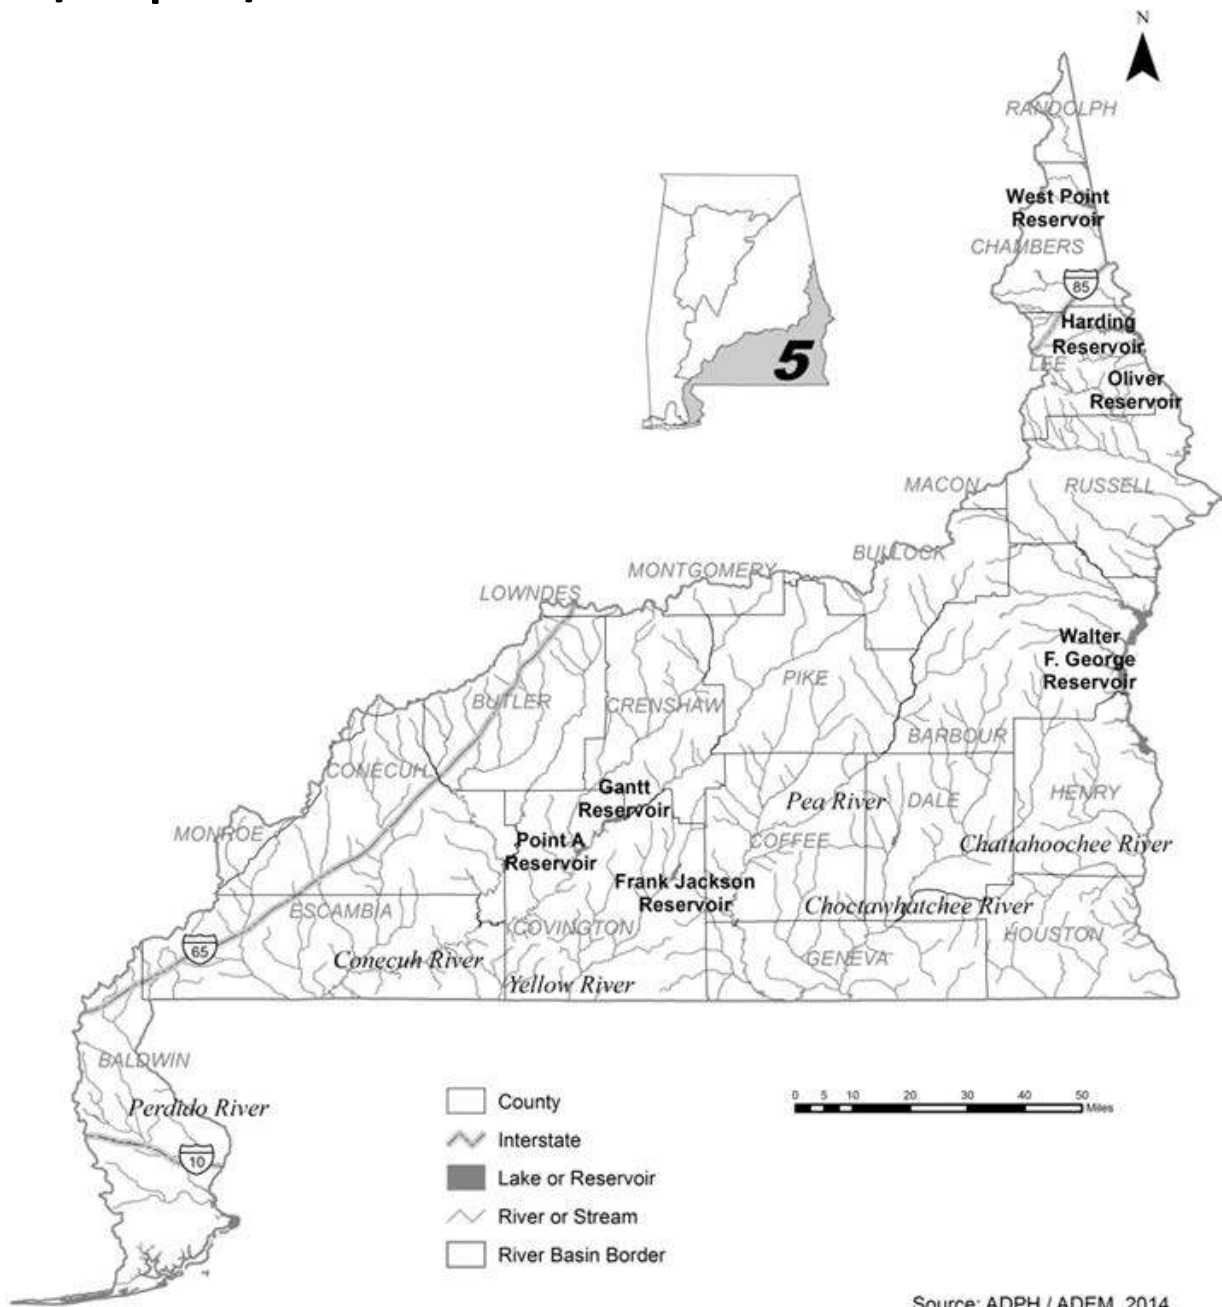 N
RANDOLPH
West Point
Reservoir
CHAMBERS
85
Harding
Reservoir
LEE
Oliver
Reservoir
5
MACON
RUSSELL
BULLOCK
MONTGOMERY
LOWNDES
Walter
F. George
Reservoir
PIKE
BUTLER
CRENSHAW
BARBOUR
CONECUH
Gantt
Reservoir
Pea River
DALE
HENRY
MONROE
Point A
Reservoir
COFFEE
Chattahoochee River
Frank Jackson
Reservoir
ESCAMBIA
Choctawhatchee River
COVINGTON
HOUSTON
65
Conecuh River
GENEVA
Yellow River
BALDWIN
Perdido River
10
County
Interstate
Lake or Reservoir
River or Stream
River Basin Border
0 5 10 20 30 40 50
Miles
Source: ADPH / ADEM, 2014